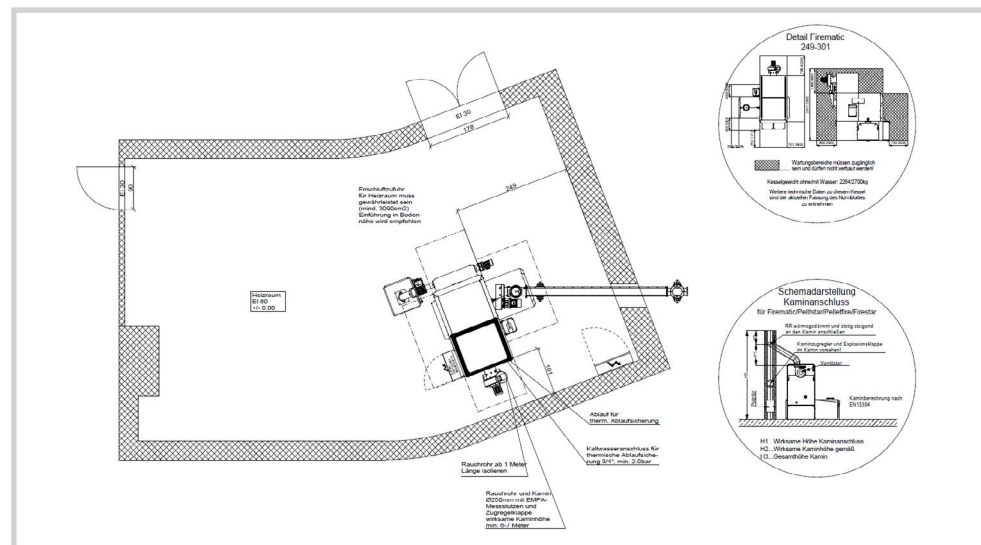 EI 30
178
EI 30
90
249
Frischluftzufuhr
für Heizraum muss
gewährleistet sein
(mind. 3090cm2)
Einführung in Boden-
nähe wird empfohlen
Heizraum
EI 60
+/- 0.00
101
Ablauf für
therm. Ablaufsicherung
Kaltwasseranschluss für
thermische Ablaufsiche-
rung 3/4", min. 2.0bar
Rauchrohr ab 1 Meter
Länge isolieren
Rauchrohr und Kamin
Ø250mm mit EMPA-
Messstutzen und
Zugregelklappe
wirksame Kaminhöhe
min. 6-7 Meter
Detail Firematic
249-301
Wartungsbereiche müssen zugänglich
sein und dürfen nicht verbaut werden!
Kesselgewicht ohne/mit Wasser: 2264/2700kg
Weitere technische Daten zu diesem Kessel
sind der aktuellen Fassung des Normblattes
zu entnehmen
Schemadarstellung
Kaminanschluss
für Firematic/Pelltstar/Pelletfire/Firestar
RR wärmegedämmt und stetig steigend
an den Kamin anschließen
Kaminzugregler und Explosionsklappe
im Kamin vorsehen!
Ventilator
Kaminberechnung nach
EN13384
H3
H1...Wirksame Höhe Kaminanschluss
H2...Wirksame Kaminhöhe gemäß
H3...Gesamthöhe Kamin